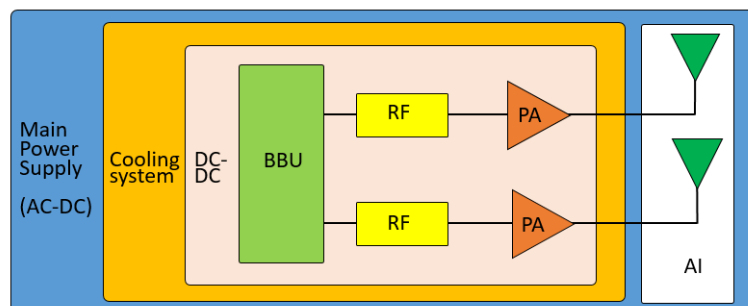 Main
Power
Supply
(AC-DC)
Cooling
system
DC-
DC
BBU
RF
PA
RF
PA
AI